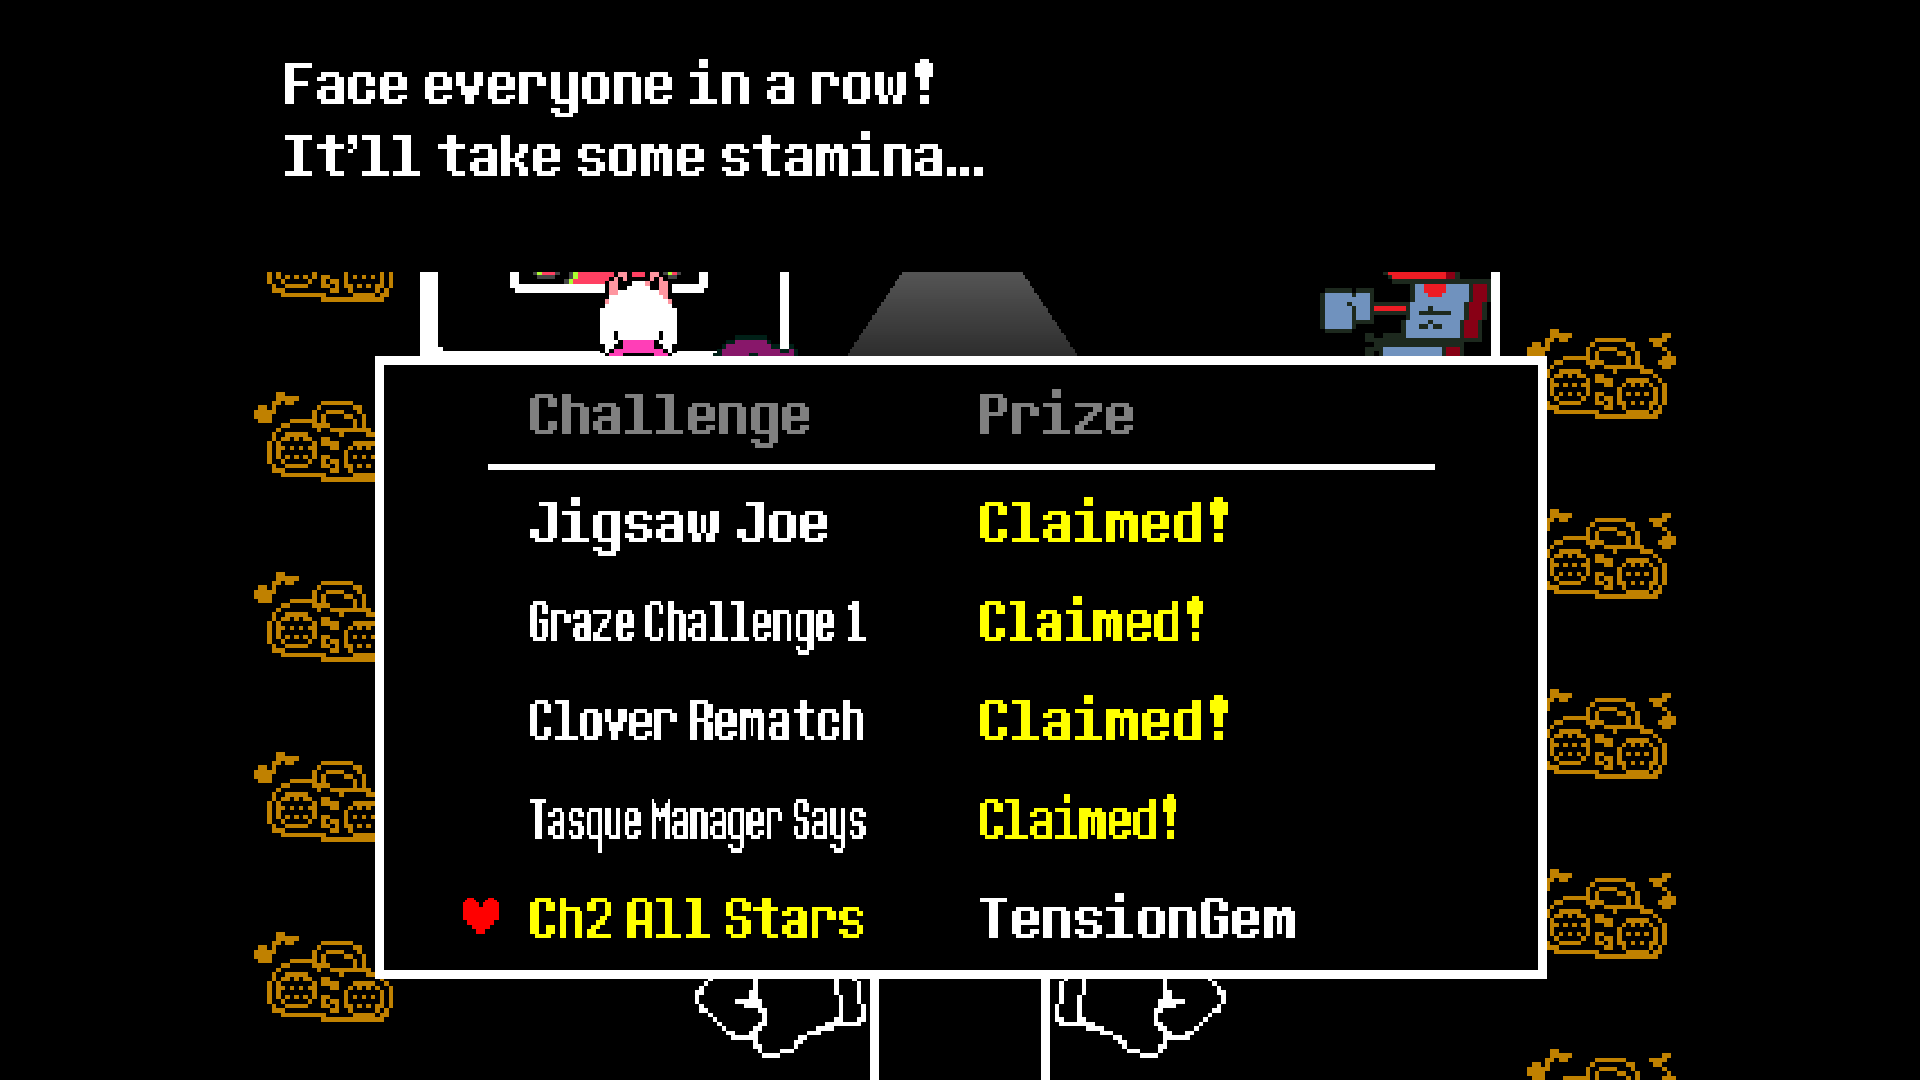 Face everyone in a row!
It'll take some stamina...
Challenge Prize
Jigsaw Joe Claimed!
Graze Challenge 1 Claimed!
Clover Rematch Claimed!
Tasque Manager Says Claimed!
Ch2 All Stars TensionGem